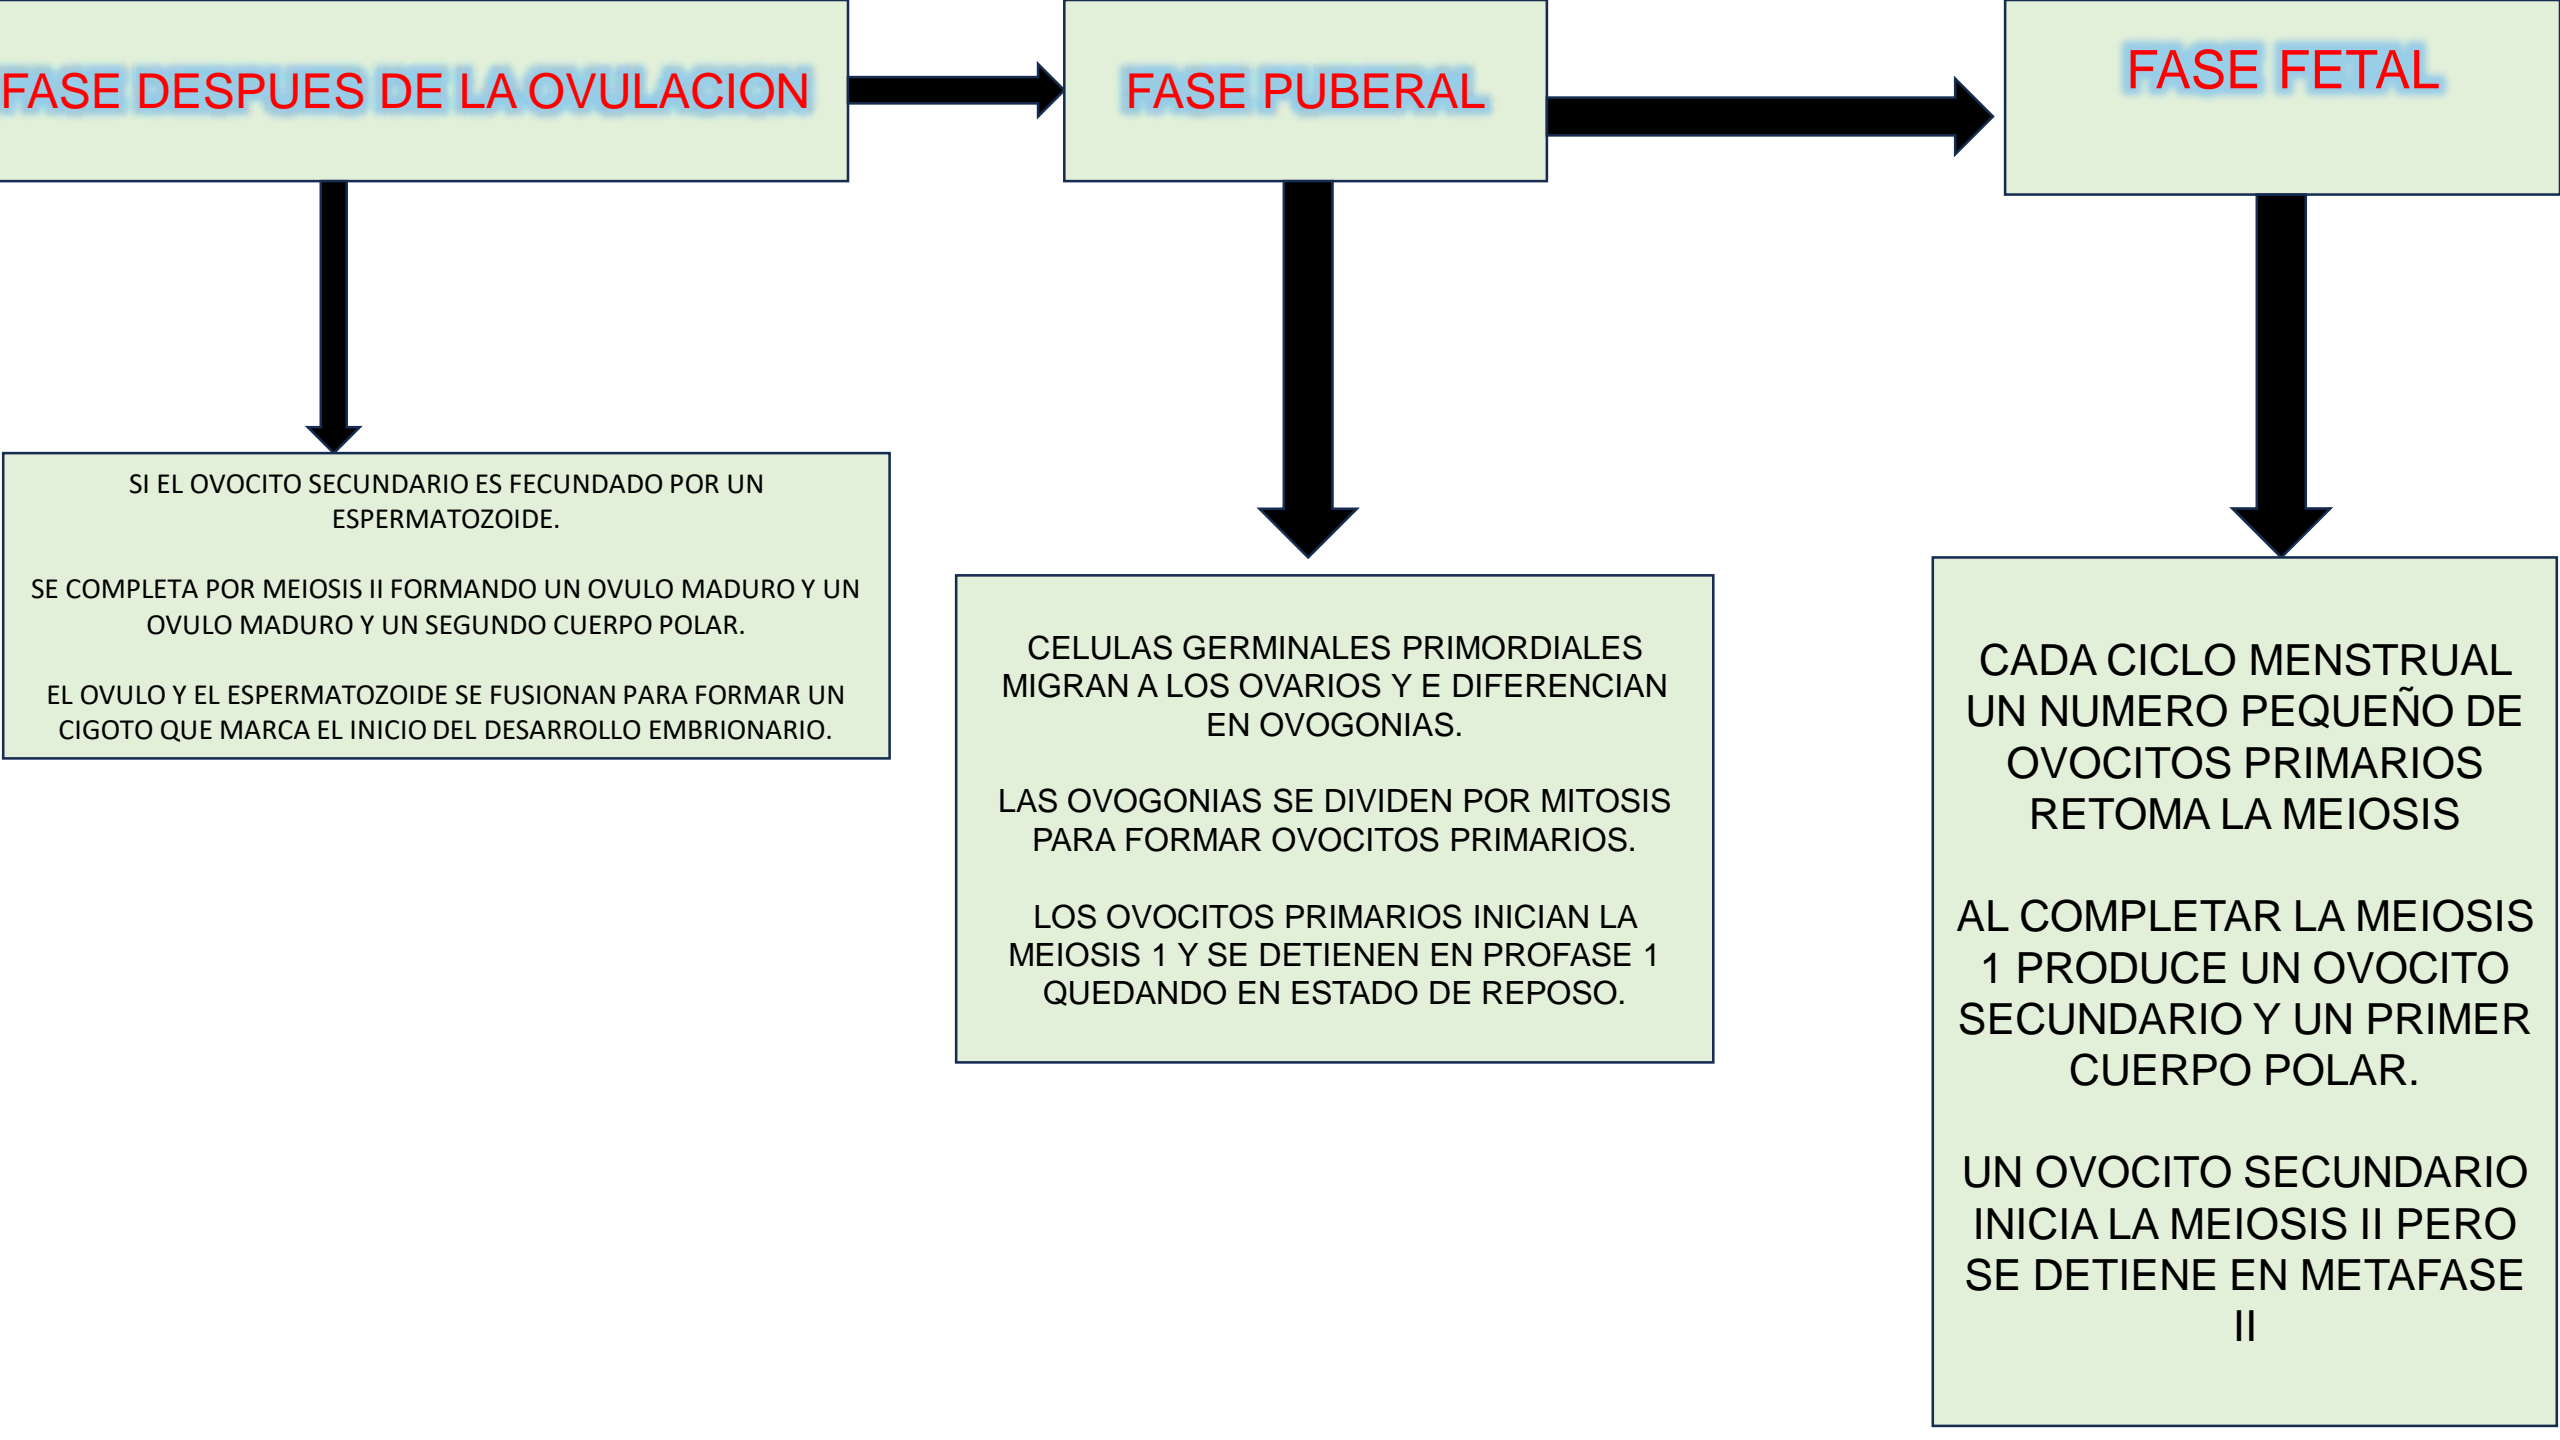 FASE DESPUES DE LA OVULACION
FASE PUBERAL
FASE FETAL
SI EL OVOCITO SECUNDARIO ES FECUNDADO POR UN
ESPERMATOZOIDE.
SE COMPLETA POR MEIOSIS II FORMANDO UN OVULO MADURO Y UN
OVULO MADURO Y UN SEGUNDO CUERPO POLAR.
EL OVULO Y EL ESPERMATOZOIDE SE FUSIONAN PARA FORMAR UN
CIGOTO QUE MARCA EL INICIO DEL DESARROLLO EMBRIONARIO.
CELULAS GERMINALES PRIMORDIALES
MIGRAN A LOS OVARIOS Y E DIFERENCIAN
EN OVOGONIAS.
LAS OVOGONIAS SE DIVIDEN POR MITOSIS
PARA FORMAR OVOCITOS PRIMARIOS.
LOS OVOCITOS PRIMARIOS INICIAN LA
MEIOSIS 1 Y SE DETIENEN EN PROFASE 1
QUEDANDO EN ESTADO DE REPOSO.
CADA CICLO MENSTRUAL
UN NUMERO PEQUEÑO DE
OVOCITOS PRIMARIOS
RETOMA LA MEIOSIS
AL COMPLETAR LA MEIOSIS
1 PRODUCE UN OVOCITO
SECUNDARIO Y UN PRIMER
CUERPO POLAR.
UN OVOCITO SECUNDARIO
INICIA LA MEIOSIS II PERO
SE DETIENE EN METAFASE
II